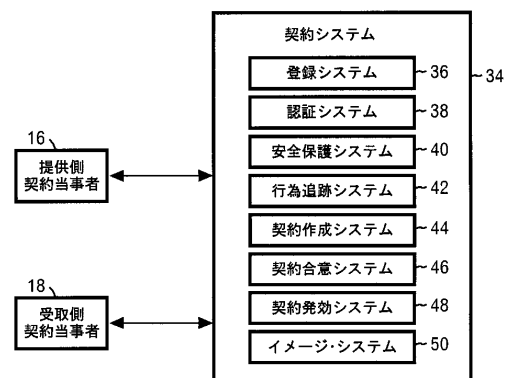 契約システム
34
登録システム 36
認証システム 38
安全保護システム 40
行為追跡システム 42
契約作成システム 44
契約合意システム 46
契約発効システム 48
イメージ・システム 50
16
提供側
契約当事者
18
受取側
契約当事者